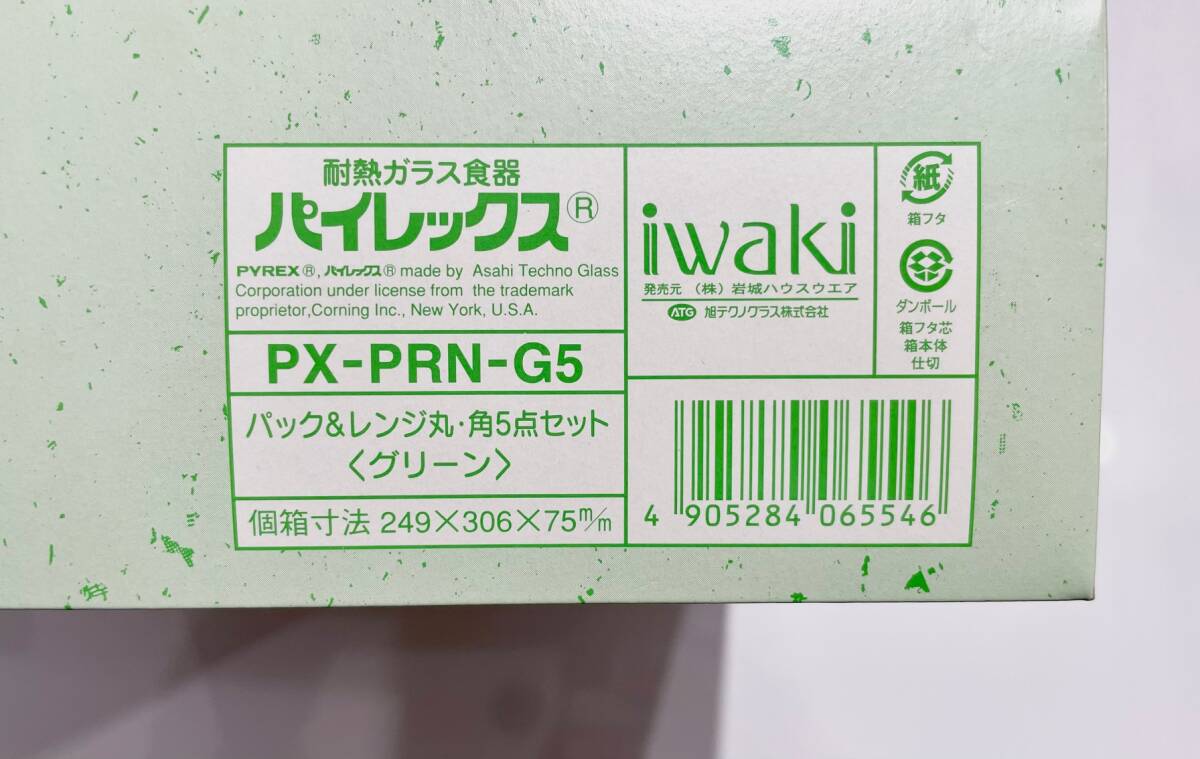 耐熱ガラス食器
パイレックス®
PYREX®, パイレックス® made by Asahi Techno Glass
Corporation under license from the trademark
proprietor,Corning Inc., New York, U.S.A.
PX-PRN-G5
パック&レンジ丸・角5点セット
〈グリーン〉
個箱寸法 249×306×75m/m
iwaki
発売元 (株)岩城ハウスウエア
ATG 旭テクノグラス株式会社
紙
箱フタ
ダンボール
箱フタ芯
箱本体
仕切
4 905284 065546